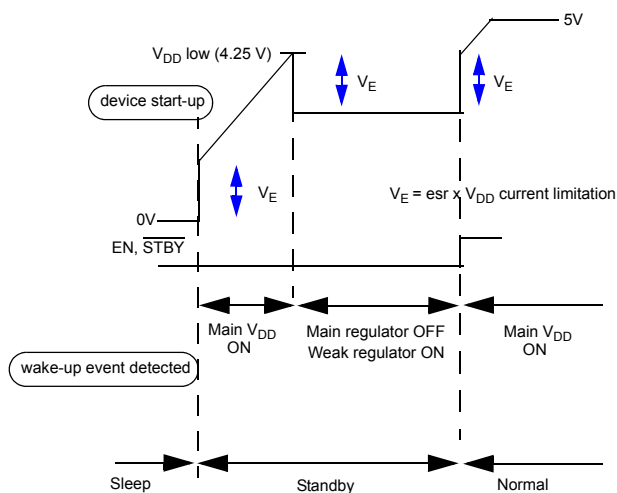 5V
V_DD low (4.25 V)
V_E
V_E
device start-up
V_E
V_E = esr x V_DD current limitation
0V
EN, S̅T̅B̅Y̅
Main V_DD
ON
Main regulator OFF
Weak regulator ON
Main V_DD
ON
wake-up event detected
Sleep
Standby
Normal